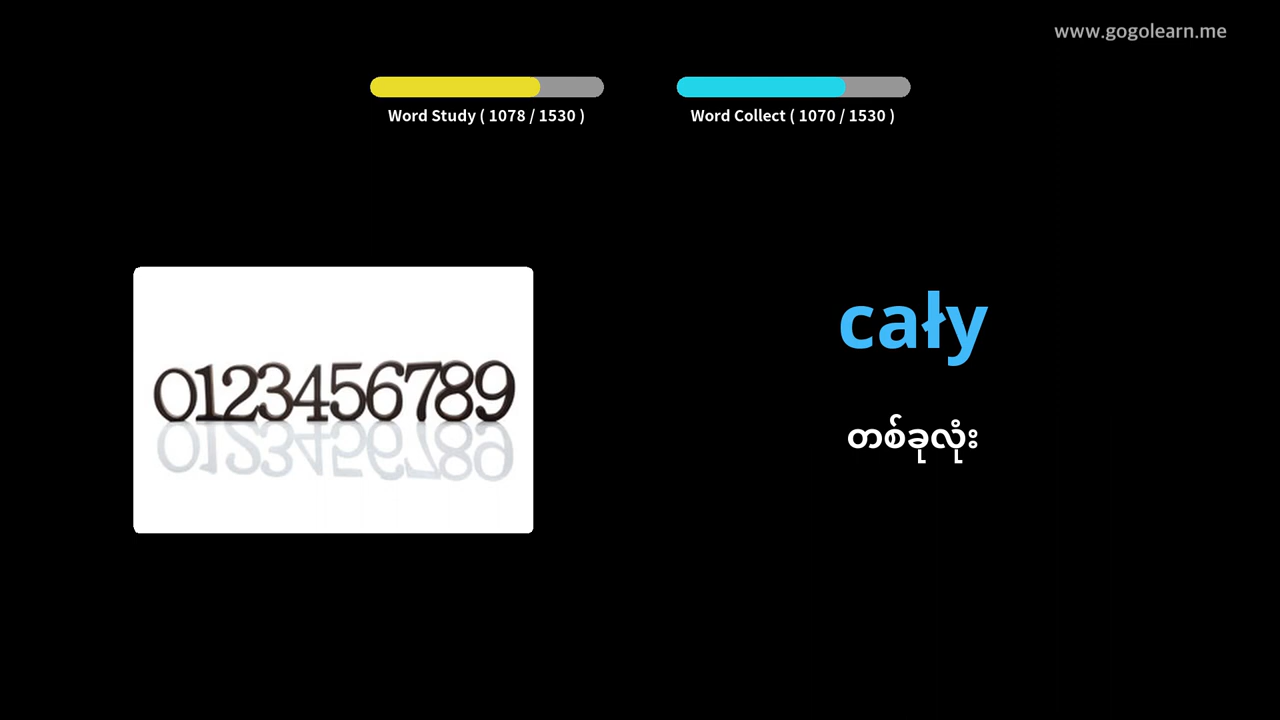 www.gogolearn.me
Word Study ( 1078 / 1530 )
Word Collect ( 1070 / 1530 )
0123456789
cały
တစ်ခုလုံး